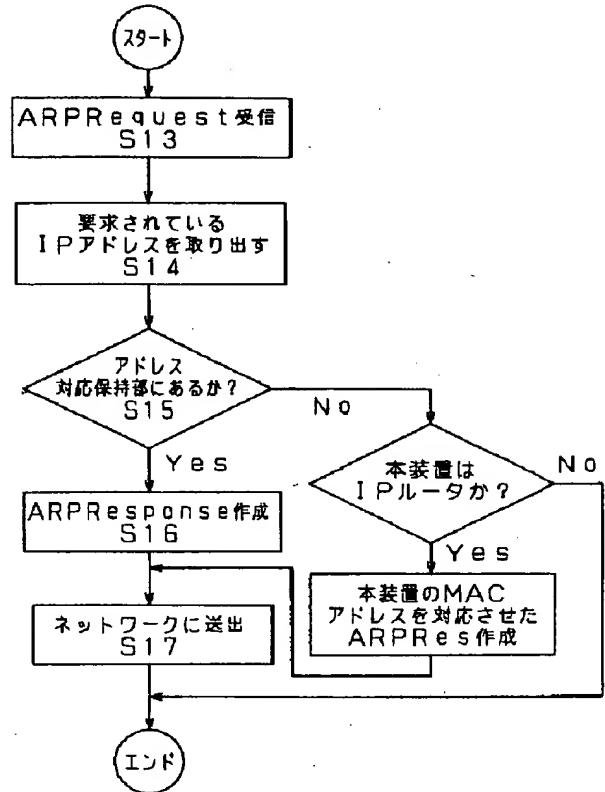 スタート
ARPRequest受信
S13
要求されている
IPアドレスを取り出す
S14
アドレス
対応保持部にあるか?
S15
No
Yes
本装置は
IPルータか?
No
Yes
ARPResponse作成
S16
本装置のMAC
アドレスを対応させた
ARPRes作成
ネットワークに送出
S17
エンド